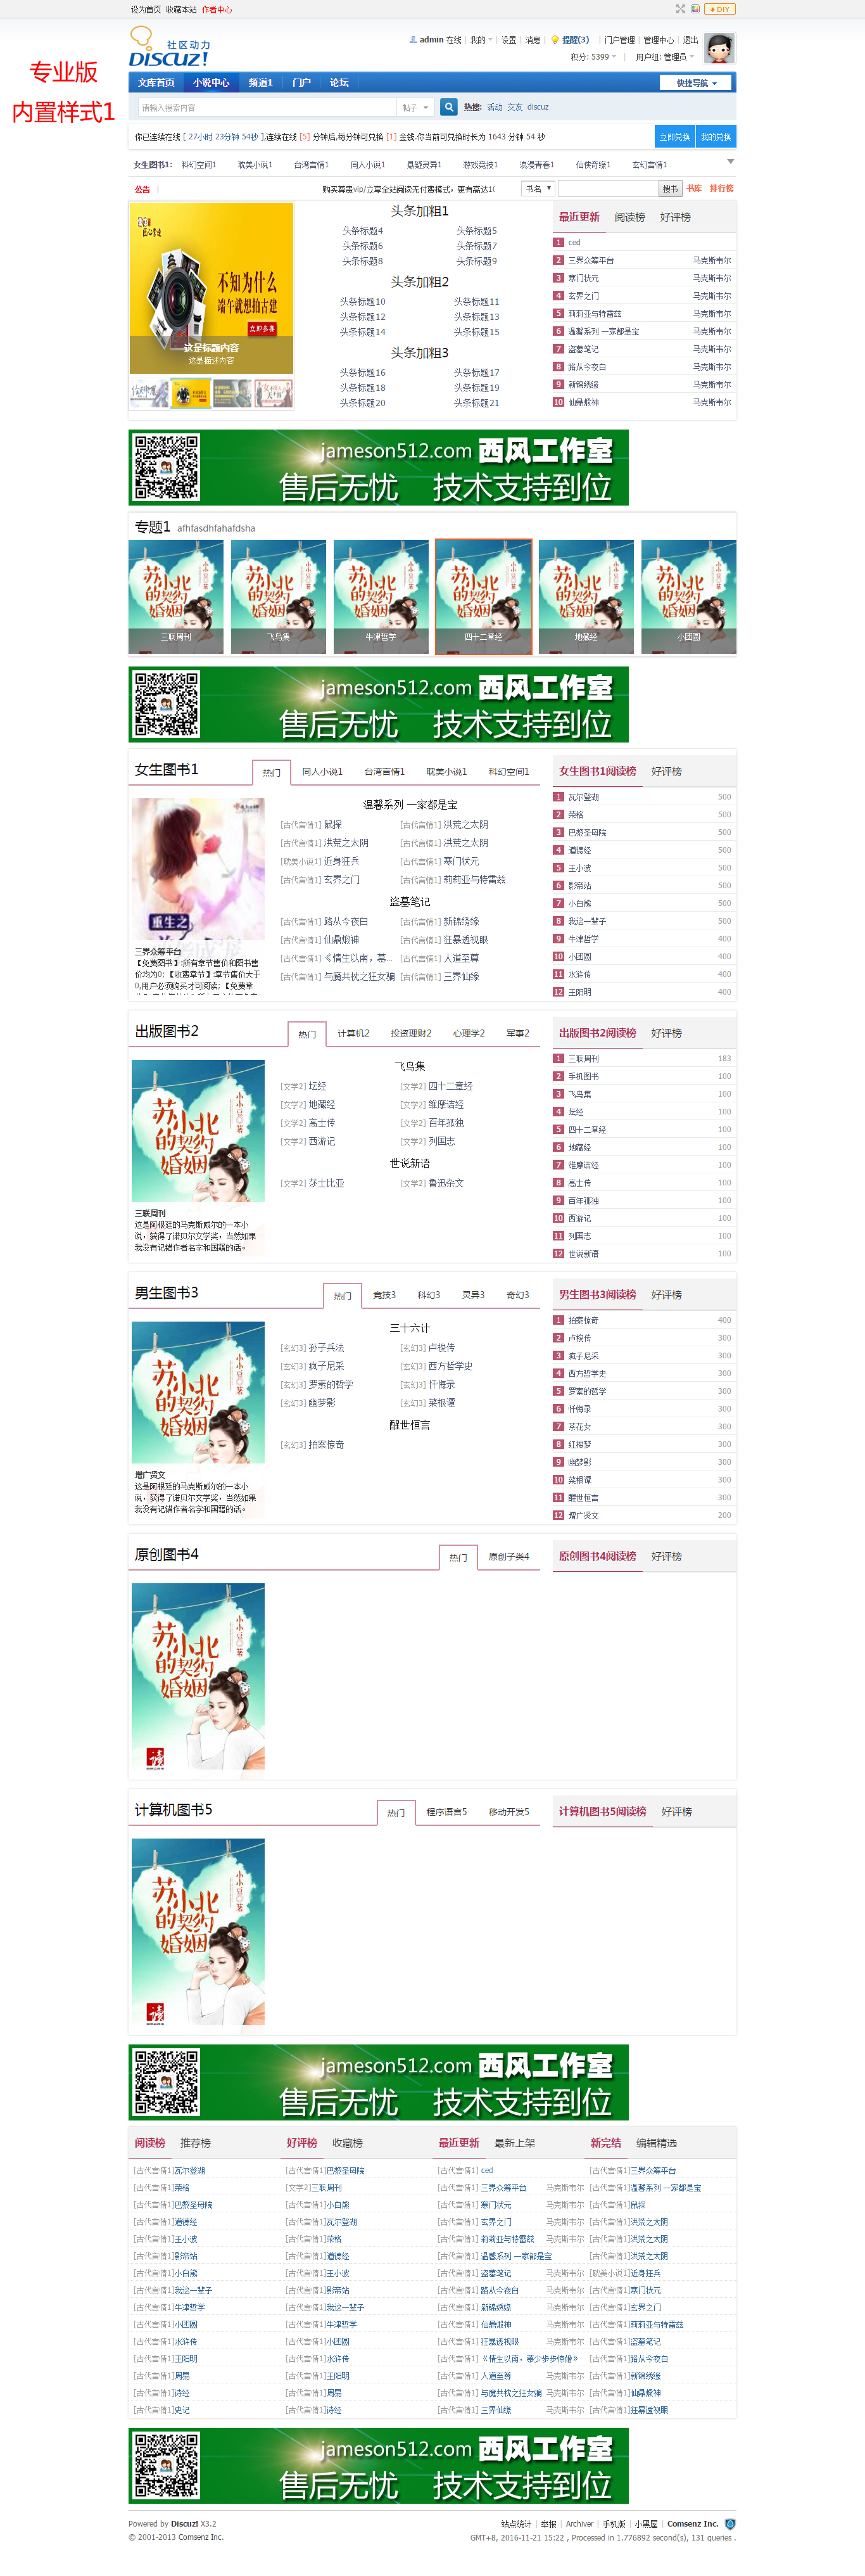 设为首页 收藏本站 作者中心
DIY
专业版
内置样式1
社区动力
DISCUZ!
admin 在线 | 我的 | 设置 | 消息 | 提醒(3) | 门户管理 | 管理中心 | 退出
积分: 5399 | 用户组: 管理员
文库首页 小说中心 频道1 门户 论坛
快捷导航
请输入搜索内容 帖子 热搜: 活动 交友 discuz
你已连续在线 [ 27小时 23分钟 54秒 ],连续在线 [5] 分钟后,每分钟可兑换 [1] 金钱.你当前可兑换时长为 1643 分钟 54 秒
立即兑换 我的兑换
女生图书1: 科幻空间1 耽美小说1 台湾言情1 同人小说1 悬疑灵异1 游戏竞技1 浪漫青春1 仙侠奇缘1 玄幻言情1
公告 购买尊贵vip/立享全站阅读无付费模式，更有高达1(
书名 搜书 书库 排行榜
不知为什么
端午就想拍古建
立即参赛
这是标题内容
这是描述内容
头条加粗1
头条标题4 头条标题5
头条标题6 头条标题7
头条标题8 头条标题9
头条加粗2
头条标题10 头条标题11
头条标题12 头条标题13
头条标题14 头条标题15
头条加粗3
头条标题16 头条标题17
头条标题18 头条标题19
头条标题20 头条标题21
最近更新 阅读榜 好评榜
1 ced
2 三界众筹平台 马克斯韦尔
3 寒门状元 马克斯韦尔
4 玄界之门 马克斯韦尔
5 莉莉亚与特雷兹 马克斯韦尔
6 温馨系列 一家都是宝 马克斯韦尔
7 盗墓笔记 马克斯韦尔
8 路从今夜白 马克斯韦尔
9 新锦绣缘 马克斯韦尔
10 仙鼎煅神 马克斯韦尔
jameson512.com 西风工作室
售后无忧 技术支持到位
专题1 afhfasdhfahafdsha
三联周刊 飞鸟集 牛津哲学 四十二章经 地藏经 小团圆
jameson512.com 西风工作室
售后无忧 技术支持到位
女生图书1 热门 同人小说1 台湾言情1 耽美小说1 科幻空间1
重生之
三界众筹平台
【免费图书】:所有章节售价和图书售
价均为0; 【收费章节】:章节售价大于
0,用户必须购买才可阅读; 【免费章
温馨系列 一家都是宝
[古代言情1] 鼠探 [古代言情1] 洪荒之太阴
[古代言情1] 洪荒之太阴 [古代言情1] 洪荒之太阴
[耽美小说1] 近身狂兵 [古代言情1] 寒门状元
[古代言情1] 玄界之门 [古代言情1] 莉莉亚与特雷兹
盗墓笔记
[古代言情1] 路从今夜白 [古代言情1] 新锦绣缘
[古代言情1] 仙鼎煅神 [古代言情1] 狂暴透视眼
[古代言情1] 《情生以南，慕... [古代言情1] 人道至尊
[古代言情1] 与魔共枕之狂女骗 [古代言情1] 三界仙缘
女生图书1阅读榜 好评榜
1 瓦尔登湖 500
2 荣格 500
3 巴黎圣母院 500
4 道德经 500
5 王小波 500
6 影帝站 500
7 小白脸 500
8 我这一辈子 500
9 牛津哲学 400
10 小团圆 400
11 水浒传 400
12 王阳明 400
出版图书2 热门 计算机2 投资理财2 心理学2 军事2
三联周刊
这是阿根廷的马克斯威尔的一本小
说，获得了诺贝尔文学奖，当然如果
我没有记错作者名字和国籍的话。
飞鸟集
[文学2] 坛经 [文学2] 四十二章经
[文学2] 地藏经 [文学2] 维摩诘经
[文学2] 高士传 [文学2] 百年孤独
[文学2] 西游记 [文学2] 列国志
世说新语
[文学2] 莎士比亚 [文学2] 鲁迅杂文
出版图书2阅读榜 好评榜
1 三联周刊 183
2 手机图书 100
3 飞鸟集 100
4 坛经 100
5 四十二章经 100
6 地藏经 100
7 维摩诘经 100
8 高士传 100
9 百年孤独 100
10 西游记 100
11 列国志 100
12 世说新语 100
男生图书3 热门 竞技3 科幻3 灵异3 奇幻3
增广贤文
这是阿根廷的马克斯威尔的一本小
说，获得了诺贝尔文学奖，当然如果
我没有记错作者名字和国籍的话。
三十六计
[玄幻3] 孙子兵法 [玄幻3] 卢梭传
[玄幻3] 疯子尼采 [玄幻3] 西方哲学史
[玄幻3] 罗素的哲学 [玄幻3] 忏悔录
[玄幻3] 幽梦影 [玄幻3] 菜根谭
醒世恒言
[玄幻3] 拍案惊奇
男生图书3阅读榜 好评榜
1 拍案惊奇 400
2 卢梭传 300
3 疯子尼采 300
4 西方哲学史 300
5 罗素的哲学 300
6 忏悔录 300
7 茶花女 300
8 红楼梦 300
9 幽梦影 300
10 菜根谭 300
11 醒世恒言 300
12 增广贤文 200
原创图书4 热门 原创子类4
苏小北的契约婚姻
小小豆著
原创图书4阅读榜 好评榜
计算机图书5 热门 程序语言5 移动开发5
苏小北的契约婚姻
小小豆著
计算机图书5阅读榜 好评榜
jameson512.com 西风工作室
售后无忧 技术支持到位
阅读榜 推荐榜 好评榜 收藏榜 最近更新 最新上架 新完结 编辑精选
[古代言情1]瓦尔登湖 [古代言情1]巴黎圣母院 [古代言情1] ced [古代言情1]三界众筹平台
[古代言情1]荣格 [文学2]三联周刊 [古代言情1] 三界众筹平台 马克斯韦尔 [古代言情1]温馨系列 一家都是宝
[古代言情1]巴黎圣母院 [古代言情1]小白脸 [古代言情1] 寒门状元 马克斯韦尔 [古代言情1]鼠探
[古代言情1]道德经 [古代言情1]瓦尔登湖 [古代言情1] 玄界之门 马克斯韦尔 [古代言情1]洪荒之太阴
[古代言情1]王小波 [古代言情1]荣格 [古代言情1] 莉莉亚与特雷兹 马克斯韦尔 [古代言情1]洪荒之太阴
[古代言情1]影帝站 [古代言情1]道德经 [古代言情1] 温馨系列 一家都是宝 [古代言情1]洪荒之太阴
[古代言情1]小白脸 [古代言情1]王小波 [古代言情1] 盗墓笔记 马克斯韦尔 [耽美小说1]近身狂兵
[古代言情1]我这一辈子 [古代言情1]影帝站 [古代言情1] 路从今夜白 马克斯韦尔 [古代言情1]寒门状元
[古代言情1]牛津哲学 [古代言情1]我这一辈子 [古代言情1] 新锦绣缘 马克斯韦尔 [古代言情1]玄界之门
[古代言情1]小团圆 [古代言情1]牛津哲学 [古代言情1] 仙鼎煅神 马克斯韦尔 [古代言情1]莉莉亚与特雷兹
[古代言情1]水浒传 [古代言情1]小团圆 [古代言情1] 狂暴透视眼 马克斯韦尔 [古代言情1]盗墓笔记
[古代言情1]王阳明 [古代言情1]水浒传 [古代言情1] 《情生以南，慕少步步惊婚》 [古代言情1]路从今夜白
[古代言情1]周易 [古代言情1]王阳明 [古代言情1] 人道至尊 马克斯韦尔 [古代言情1]新锦绣缘
[古代言情1]诗经 [古代言情1]周易 [古代言情1] 与魔共枕之狂女骗 马克斯韦尔 [古代言情1]仙鼎煅神
[古代言情1]史记 [古代言情1]诗经 [古代言情1] 三界仙缘 马克斯韦尔 [古代言情1]狂暴透视眼
jameson512.com 西风工作室
售后无忧 技术支持到位
Powered by Discuz! X3.2
© 2001-2013 Comsenz Inc.
站点统计 | 举报 | Archiver | 手机版 | 小黑屋 | Comsenz Inc.
GMT+8, 2016-11-21 15:22 , Processed in 1.776892 second(s), 131 queries .